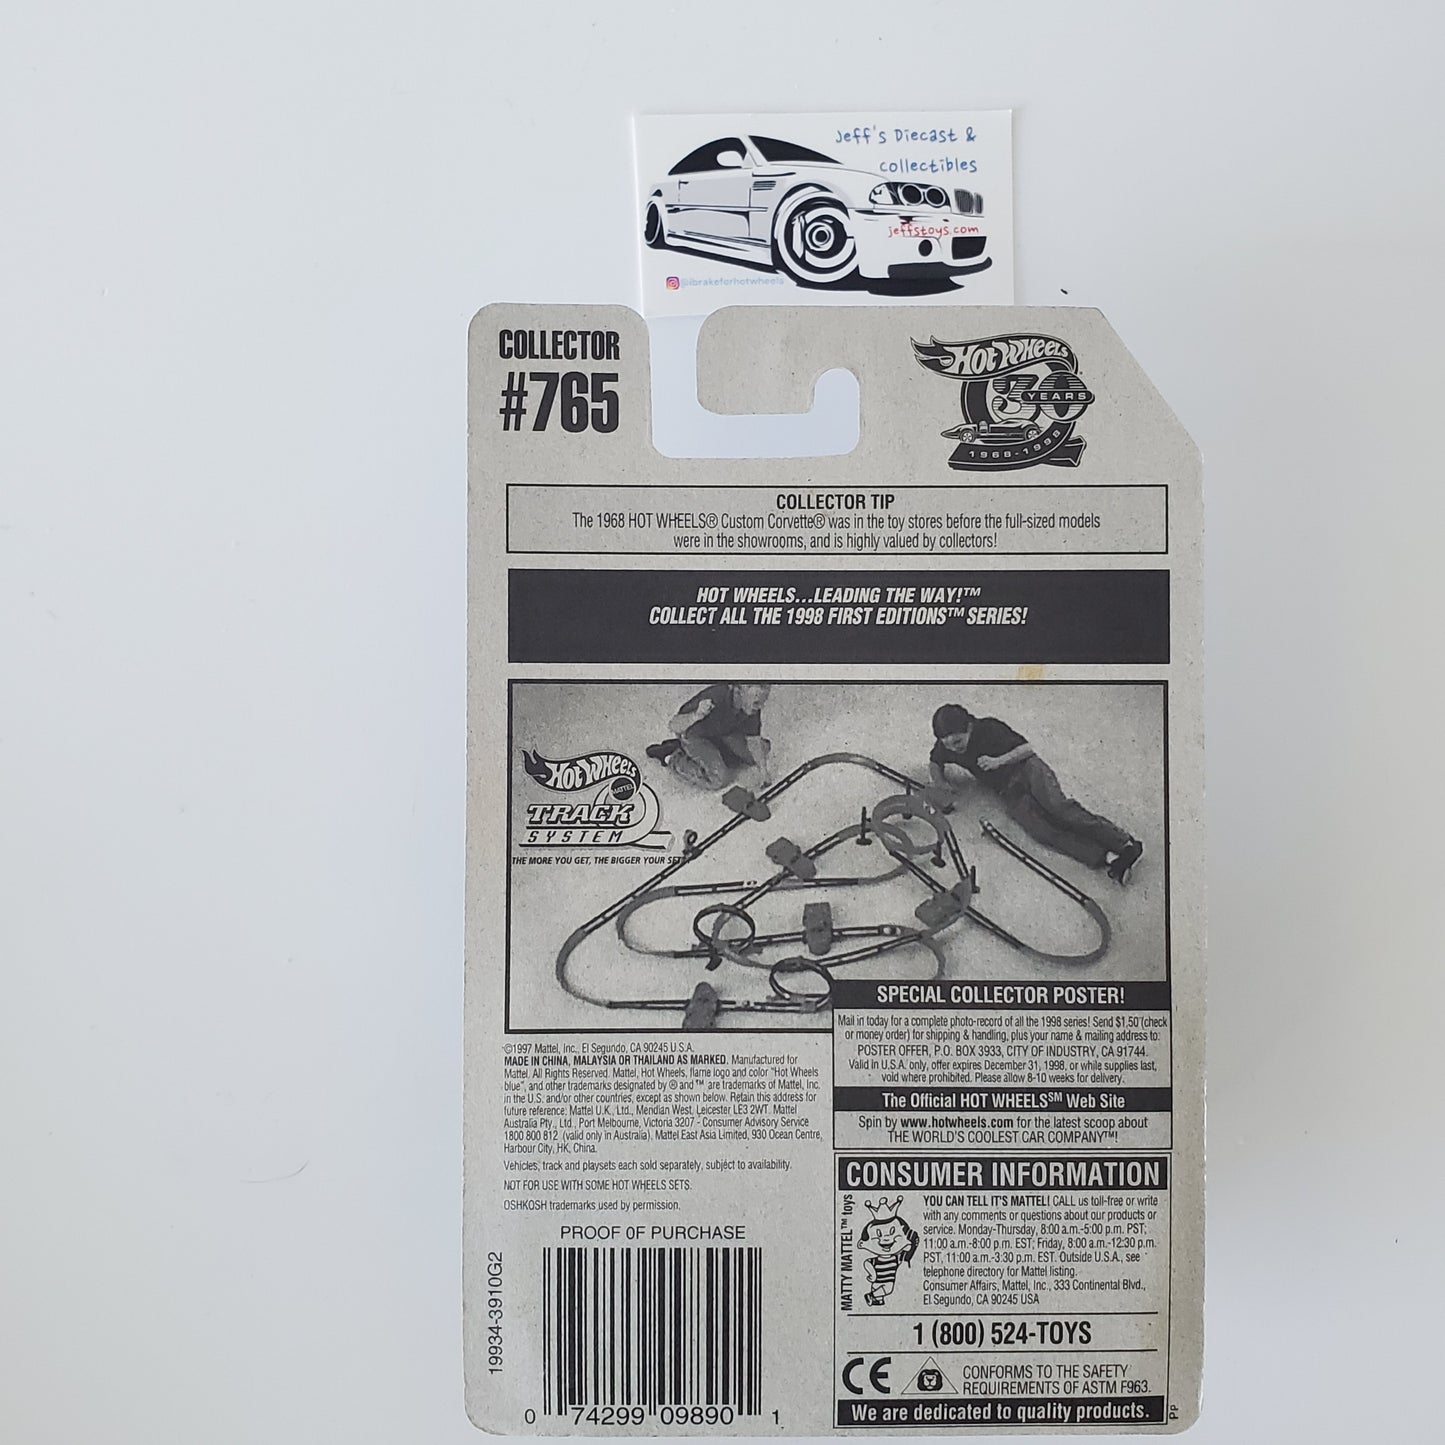 Jeff's Diecast &
collectibles
jeffstoys.com
@ibrakeforhotwheels
COLLECTOR
#765
HOT WHEELS
30
YEARS
1968-1998
COLLECTOR TIP
The 1968 HOT WHEELS® Custom Corvette® was in the toy stores before the full-sized models
were in the showrooms, and is highly valued by collectors!
HOT WHEELS...LEADING THE WAY!™
COLLECT ALL THE 1998 FIRST EDITIONS™ SERIES!
HOT WHEELS
MATTEL
TRACK
SYSTEM
THE MORE YOU GET, THE BIGGER YOUR SET!
SPECIAL COLLECTOR POSTER!
Mail in today for a complete photo-record of all the 1998 series! Send $1.50 (check
or money order) for shipping & handling, plus your name & mailing address to:
POSTER OFFER, P.O. BOX 3933, CITY OF INDUSTRY, CA 91744.
Valid in U.S.A. only, offer expires December 31, 1998, or while supplies last,
void where prohibited. Please allow 8-10 weeks for delivery.
The Official HOT WHEELS℠ Web Site
Spin by www.hotwheels.com for the latest scoop about
THE WORLD'S COOLEST CAR COMPANY™!
©1997 Mattel, Inc., El Segundo, CA 90245 U.S.A.
MADE IN CHINA, MALAYSIA OR THAILAND AS MARKED. Manufactured for
Mattel. All Rights Reserved. Mattel, Hot Wheels, flame logo and color "Hot Wheels
blue", and other trademarks designated by ® and ™ are trademarks of Mattel, Inc.
in the U.S. and/or other countries, except as shown below. Retain this address for
future reference: Mattel U.K., Ltd., Meridian West, Leicester LE3 2WT. Mattel
Australia Pty., Ltd., Port Melbourne, Victoria 3207 - Consumer Advisory Service
1800 800 812 (valid only in Australia). Mattel East Asia Limited, 930 Ocean Centre,
Harbour City, HK, China.
Vehicles, track and playsets each sold separately, subject to availability.
NOT FOR USE WITH SOME HOT WHEELS SETS.
OSHKOSH trademarks used by permission.
PROOF OF PURCHASE
19934-3910G2
0 74299 09890 1
CONSUMER INFORMATION
MATTY MATTEL™ toys
YOU CAN TELL IT'S MATTEL! CALL us toll-free or write
with any comments or questions about our products or
service. Monday-Thursday, 8:00 a.m.-5:00 p.m. PST;
11:00 a.m.-8:00 p.m. EST; Friday, 8:00 a.m.-12:30 p.m.
PST, 11:00 a.m.-3:30 p.m. EST. Outside U.S.A., see
telephone directory for Mattel listing.
Consumer Affairs, Mattel, Inc., 333 Continental Blvd.,
El Segundo, CA 90245 USA
1 (800) 524-TOYS
CE
CONFORMS TO THE SAFETY
REQUIREMENTS OF ASTM F963.
We are dedicated to quality products.
PP